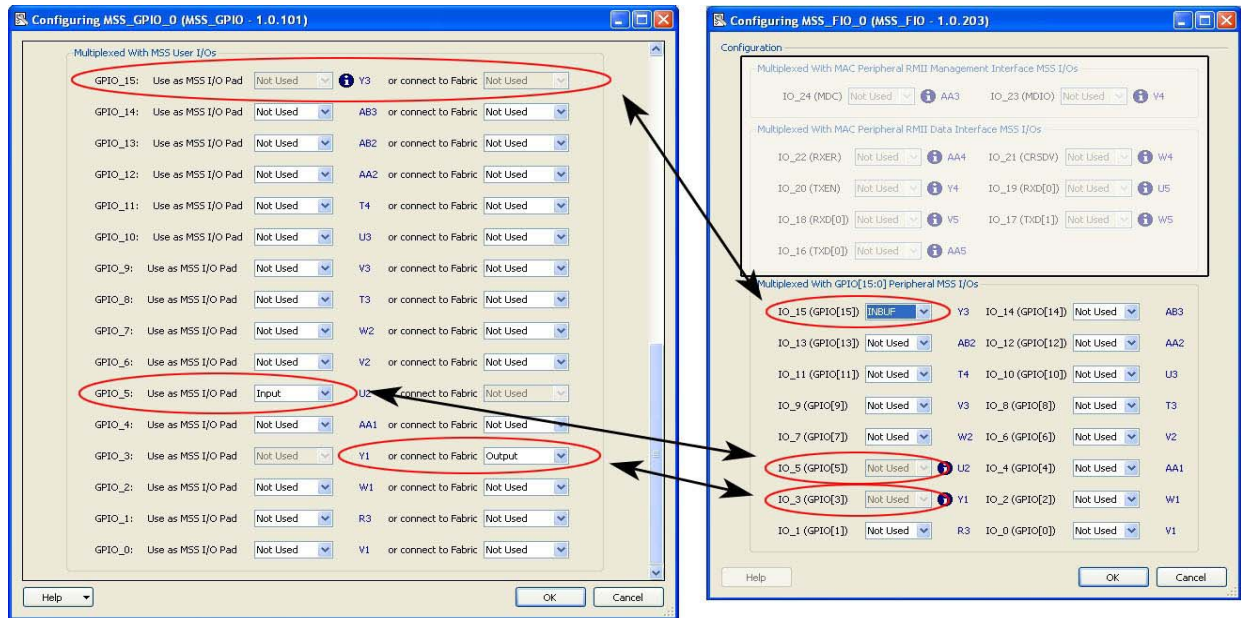 Configuring MSS_GPIO_0 (MSS_GPIO - 1.0.101)
Multiplexed With MSS User I/Os
GPIO_15: Use as MSS I/O Pad Not Used Y3 or connect to Fabric Not Used
GPIO_14: Use as MSS I/O Pad Not Used AB3 or connect to Fabric Not Used
GPIO_13: Use as MSS I/O Pad Not Used AB2 or connect to Fabric Not Used
GPIO_12: Use as MSS I/O Pad Not Used AA2 or connect to Fabric Not Used
GPIO_11: Use as MSS I/O Pad Not Used T4 or connect to Fabric Not Used
GPIO_10: Use as MSS I/O Pad Not Used U3 or connect to Fabric Not Used
GPIO_9: Use as MSS I/O Pad Not Used V3 or connect to Fabric Not Used
GPIO_8: Use as MSS I/O Pad Not Used T3 or connect to Fabric Not Used
GPIO_7: Use as MSS I/O Pad Not Used W2 or connect to Fabric Not Used
GPIO_6: Use as MSS I/O Pad Not Used V2 or connect to Fabric Not Used
GPIO_5: Use as MSS I/O Pad Input U2 or connect to Fabric Not Used
GPIO_4: Use as MSS I/O Pad Not Used AA1 or connect to Fabric Not Used
GPIO_3: Use as MSS I/O Pad Not Used Y1 or connect to Fabric Output
GPIO_2: Use as MSS I/O Pad Not Used W1 or connect to Fabric Not Used
GPIO_1: Use as MSS I/O Pad Not Used R3 or connect to Fabric Not Used
GPIO_0: Use as MSS I/O Pad Not Used V1 or connect to Fabric Not Used
Help OK Cancel
Configuring MSS_FIO_0 (MSS_FIO - 1.0.203)
Configuration
Multiplexed With MAC Peripheral RMII Management Interface MSS I/Os
IO_24 (MDC) Not Used AA3 IO_23 (MDIO) Not Used V4
Multiplexed With MAC Peripheral RMII Data Interface MSS I/Os
IO_22 (RXER) Not Used AA4 IO_21 (CRSDV) Not Used W4
IO_20 (TXEN) Not Used Y4 IO_19 (RXD[0]) Not Used U5
IO_18 (RXD[0]) Not Used V5 IO_17 (TXD[1]) Not Used W5
IO_16 (TXD[0]) Not Used AA5
Multiplexed With GPIO[15:0] Peripheral MSS I/Os
IO_15 (GPIO[15]) INBUF Y3 IO_14 (GPIO[14]) Not Used AB3
IO_13 (GPIO[13]) Not Used AB2 IO_12 (GPIO[12]) Not Used AA2
IO_11 (GPIO[11]) Not Used T4 IO_10 (GPIO[10]) Not Used U3
IO_9 (GPIO[9]) Not Used V3 IO_8 (GPIO[8]) Not Used T3
IO_7 (GPIO[7]) Not Used W2 IO_6 (GPIO[6]) Not Used V2
IO_5 (GPIO[5]) Not Used U2 IO_4 (GPIO[4]) Not Used AA1
IO_3 (GPIO[3]) Not Used Y1 IO_2 (GPIO[2]) Not Used W1
IO_1 (GPIO[1]) Not Used R3 IO_0 (GPIO[0]) Not Used V1
Help OK Cancel